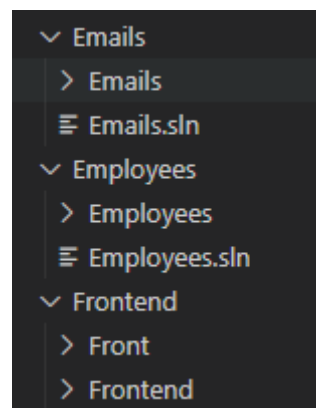 Emails
Emails
Emails.sln
Employees
Employees
Employees.sln
Frontend
Front
Frontend